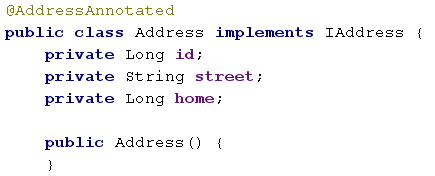 @AddressAnnotated
public class Address implements IAddress {
    private Long id;
    private String street;
    private Long home;

    public Address() {
    }